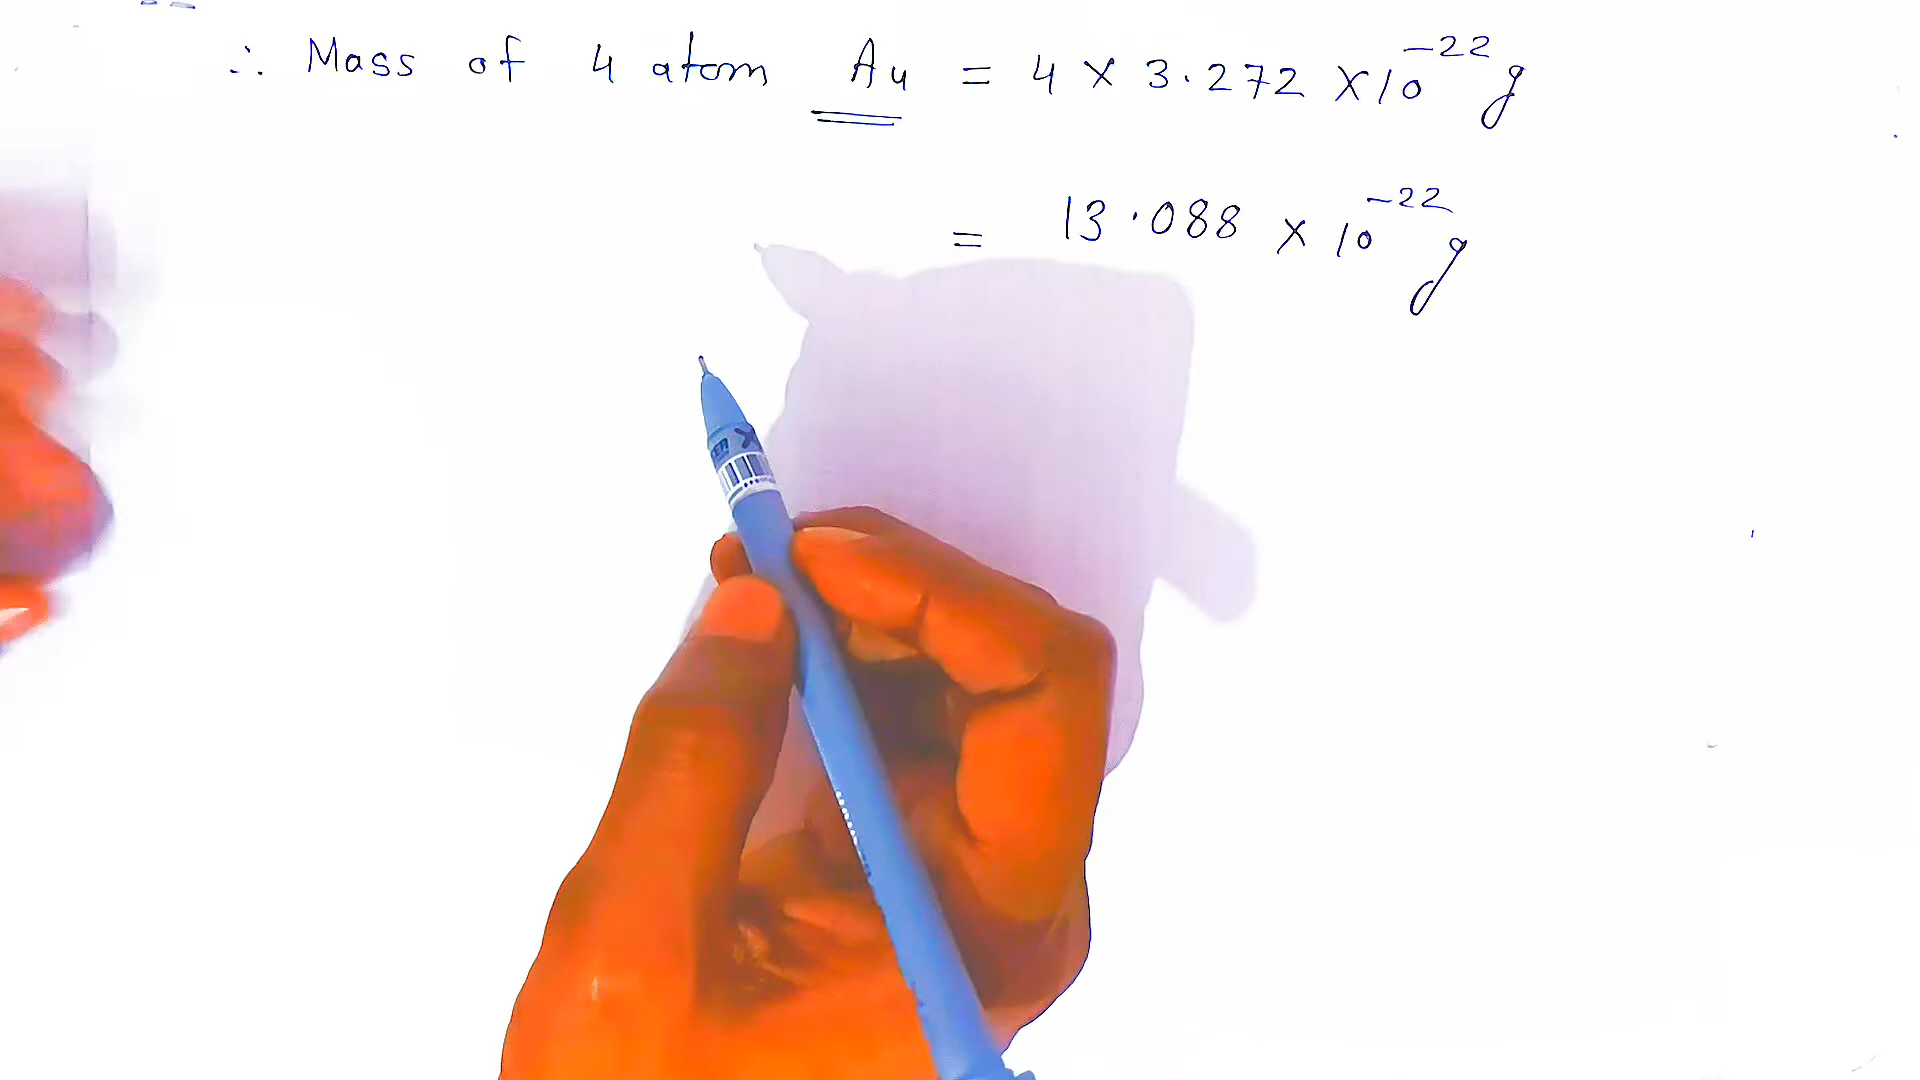 ∴ Mass of 4 atom Au = 4 × 3.272 × 10⁻²² g
= 13.088 × 10⁻²² g